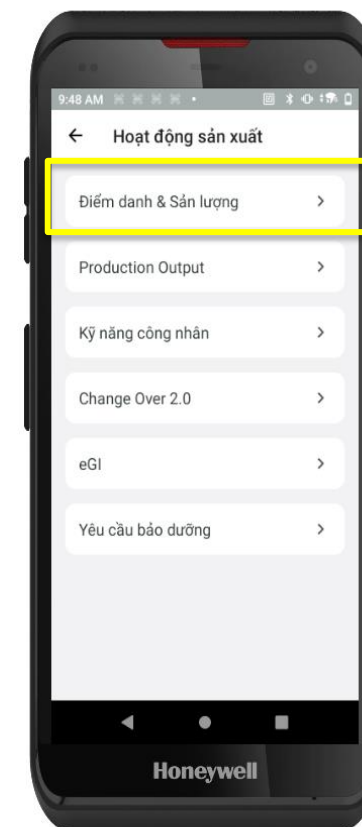 9:48 AM
Hoạt động sản xuất
Điểm danh & Sản lượng
Production Output
Kỹ năng công nhân
Change Over 2.0
eGI
Yêu cầu bảo dưỡng
Honeywell